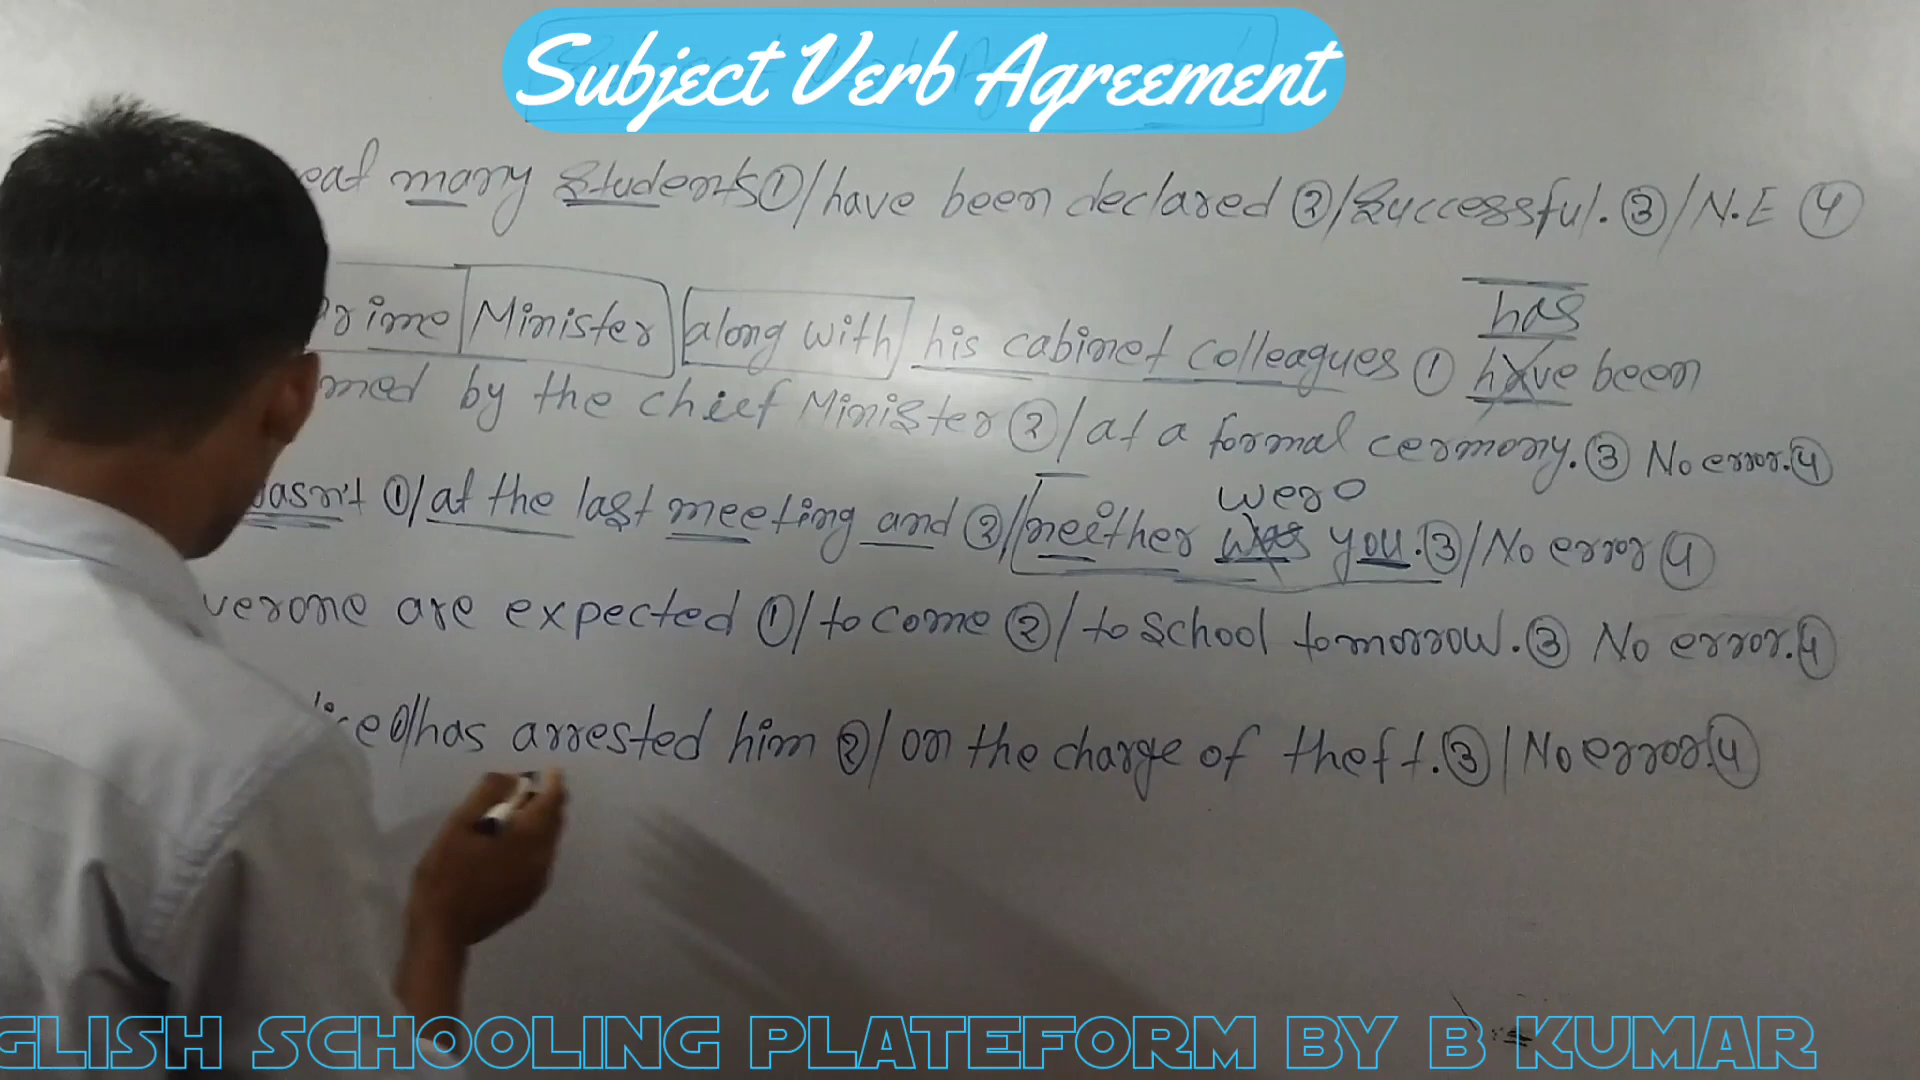 Subject Verb Agreement
many students ① / have been declared ② / Successful. ③ / N.E ④
has
Prime Minister along with his cabinet colleagues ① have been
by the chief Minister ② / at a formal cermony. ③ No error. ④
were
wasn't ① / at the last meeting and ② / neither was you. ③ / No error ④
are expected ① / to come ② / to school tomorrow. ③ No error. ④
① / has arrested him ② / on the charge of theft. ③ / No error. ④
GLISH SCHOOLING PLATEFORM BY B KUMAR